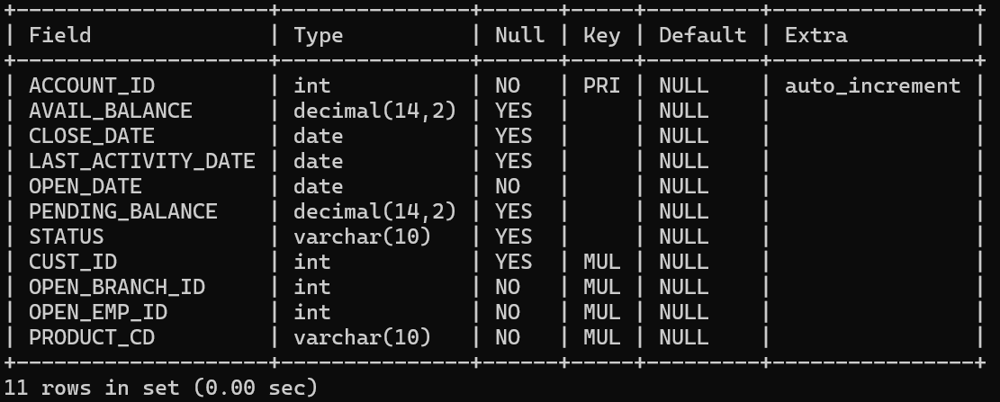 +--------------------+---------------+------+-----+---------+----------------+
| Field              | Type          | Null | Key | Default | Extra          |
+--------------------+---------------+------+-----+---------+----------------+
| ACCOUNT_ID         | int           | NO   | PRI | NULL    | auto_increment |
| AVAIL_BALANCE      | decimal(14,2) | YES  |     | NULL    |                |
| CLOSE_DATE         | date          | YES  |     | NULL    |                |
| LAST_ACTIVITY_DATE | date          | YES  |     | NULL    |                |
| OPEN_DATE          | date          | NO   |     | NULL    |                |
| PENDING_BALANCE    | decimal(14,2) | YES  |     | NULL    |                |
| STATUS             | varchar(10)   | YES  |     | NULL    |                |
| CUST_ID            | int           | YES  | MUL | NULL    |                |
| OPEN_BRANCH_ID     | int           | NO   | MUL | NULL    |                |
| OPEN_EMP_ID        | int           | NO   | MUL | NULL    |                |
| PRODUCT_CD         | varchar(10)   | NO   | MUL | NULL    |                |
+--------------------+---------------+------+-----+---------+----------------+
11 rows in set (0.00 sec)